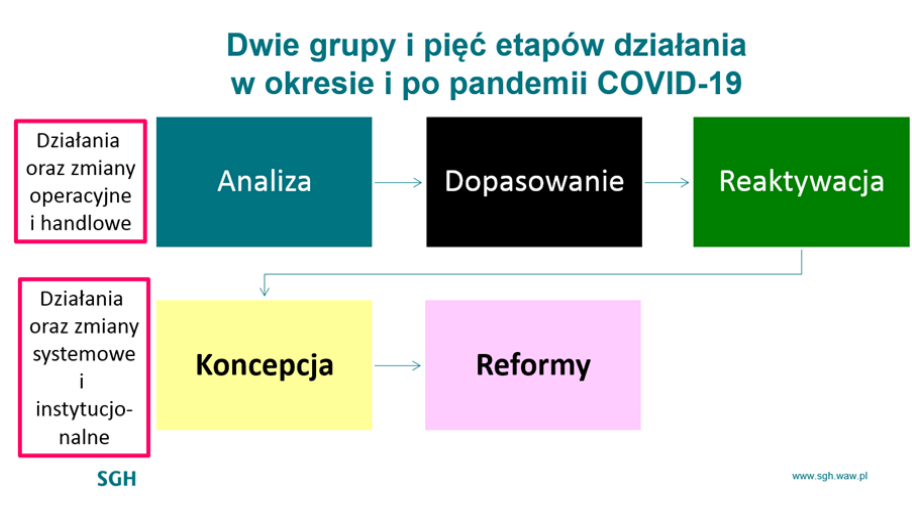 Dwie grupy i pięć etapów działania
w okresie i po pandemii COVID-19
Działania
oraz zmiany
operacyjne
i handlowe
Analiza
Dopasowanie
Reaktywacja
Działania
oraz zmiany
systemowe
i
instytucjo-
nalne
Koncepcja
Reformy
SGH
www.sgh.waw.pl